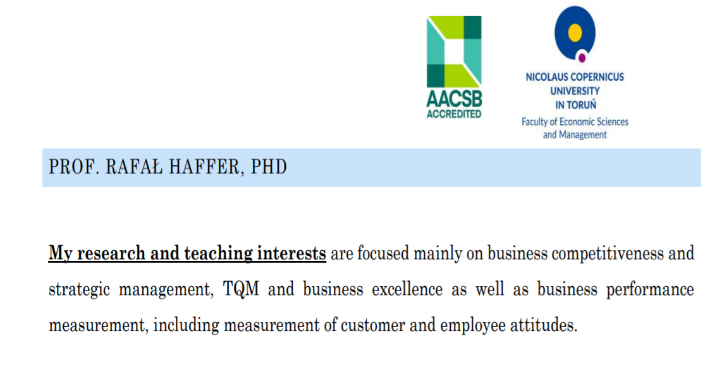 AACSB
ACCREDITED
NICOLAUS COPERNICUS
UNIVERSITY
IN TORUŃ
Faculty of Economic Sciences
and Management
PROF. RAFAŁ HAFFER, PHD
My research and teaching interests are focused mainly on business competitiveness and
strategic management, TQM and business excellence as well as business performance
measurement, including measurement of customer and employee attitudes.